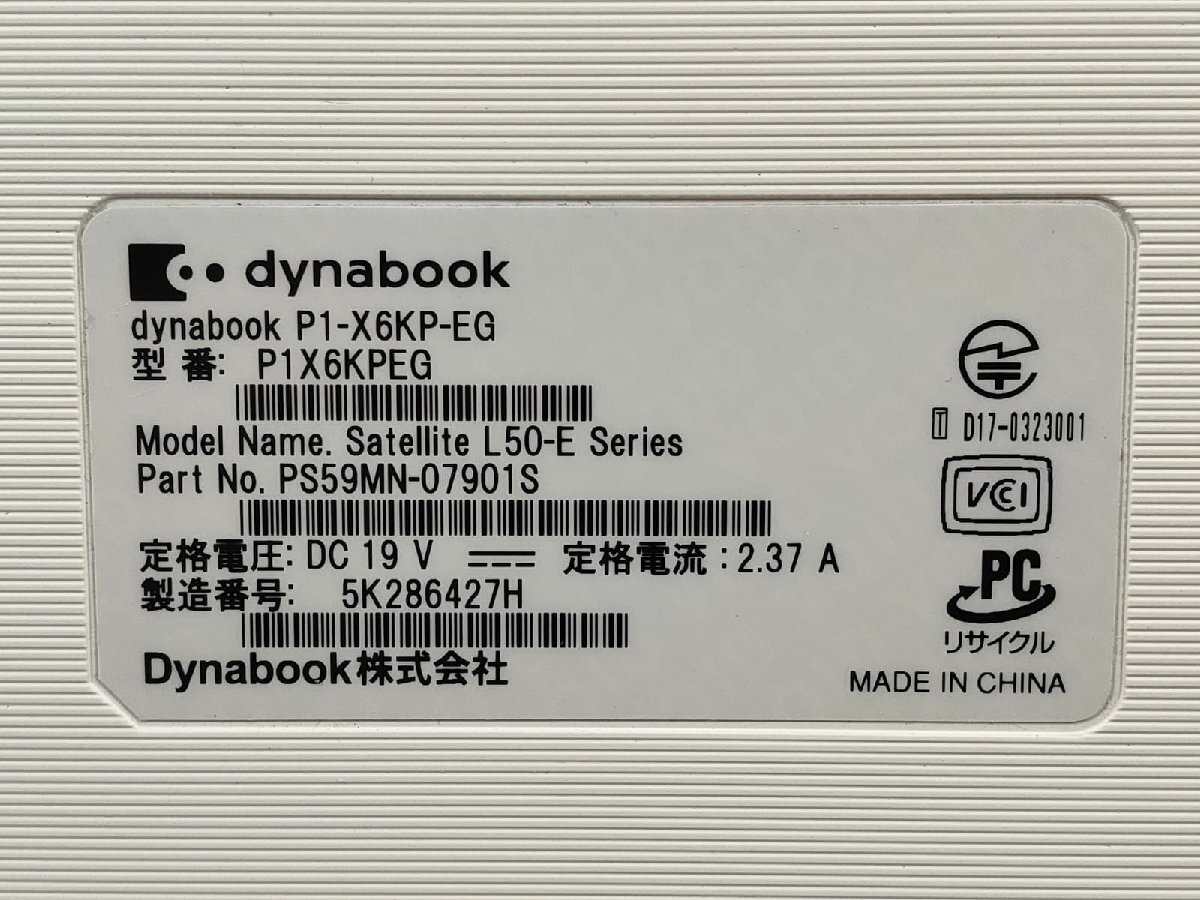 dynabook
dynabook P1-X6KP-EG
型 番: P1X6KPEG
Model Name. Satellite L50-E Series
Part No. PS59MN-07901S
定格電圧: DC 19 V 定格電流 : 2.37 A
製造番号: 5K286427H
Dynabook株式会社
T D17-0323001
VCCI
PC
リサイクル
MADE IN CHINA